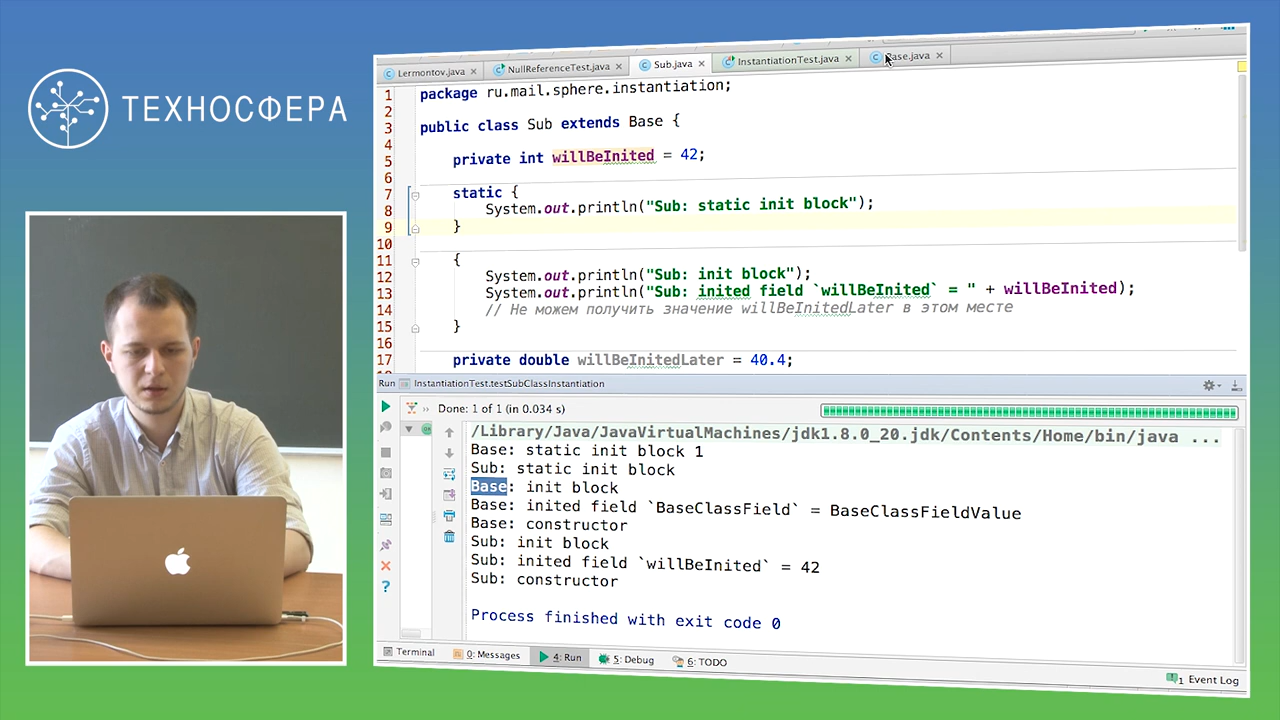 ТЕХНОСФЕРА
Lermontov.java
NullReferenceTest.java
Sub.java
InstantiationTest.java
Base.java
1 package ru.mail.sphere.instantiation;
2
3 public class Sub extends Base {
4
5 private int willBeInited = 42;
6
7 static {
8 System.out.println("Sub: static init block");
9 }
10
11 {
12 System.out.println("Sub: init block");
13 System.out.println("Sub: inited field `willBeInited` = " + willBeInited);
14 // Не можем получить значение willBeInitedLater в этом месте
15 }
16
17 private double willBeInitedLater = 40.4;
Run InstantiationTest.testSubClassInstantiation
Done: 1 of 1 (in 0.034 s)
/Library/Java/JavaVirtualMachines/jdk1.8.0_20.jdk/Contents/Home/bin/java ...
Base: static init block 1
Sub: static init block
Base: init block
Base: inited field `BaseClassField` = BaseClassFieldValue
Base: constructor
Sub: init block
Sub: inited field `willBeInited` = 42
Sub: constructor
Process finished with exit code 0
Terminal
0: Messages
4: Run
5: Debug
6: TODO
1 Event Log